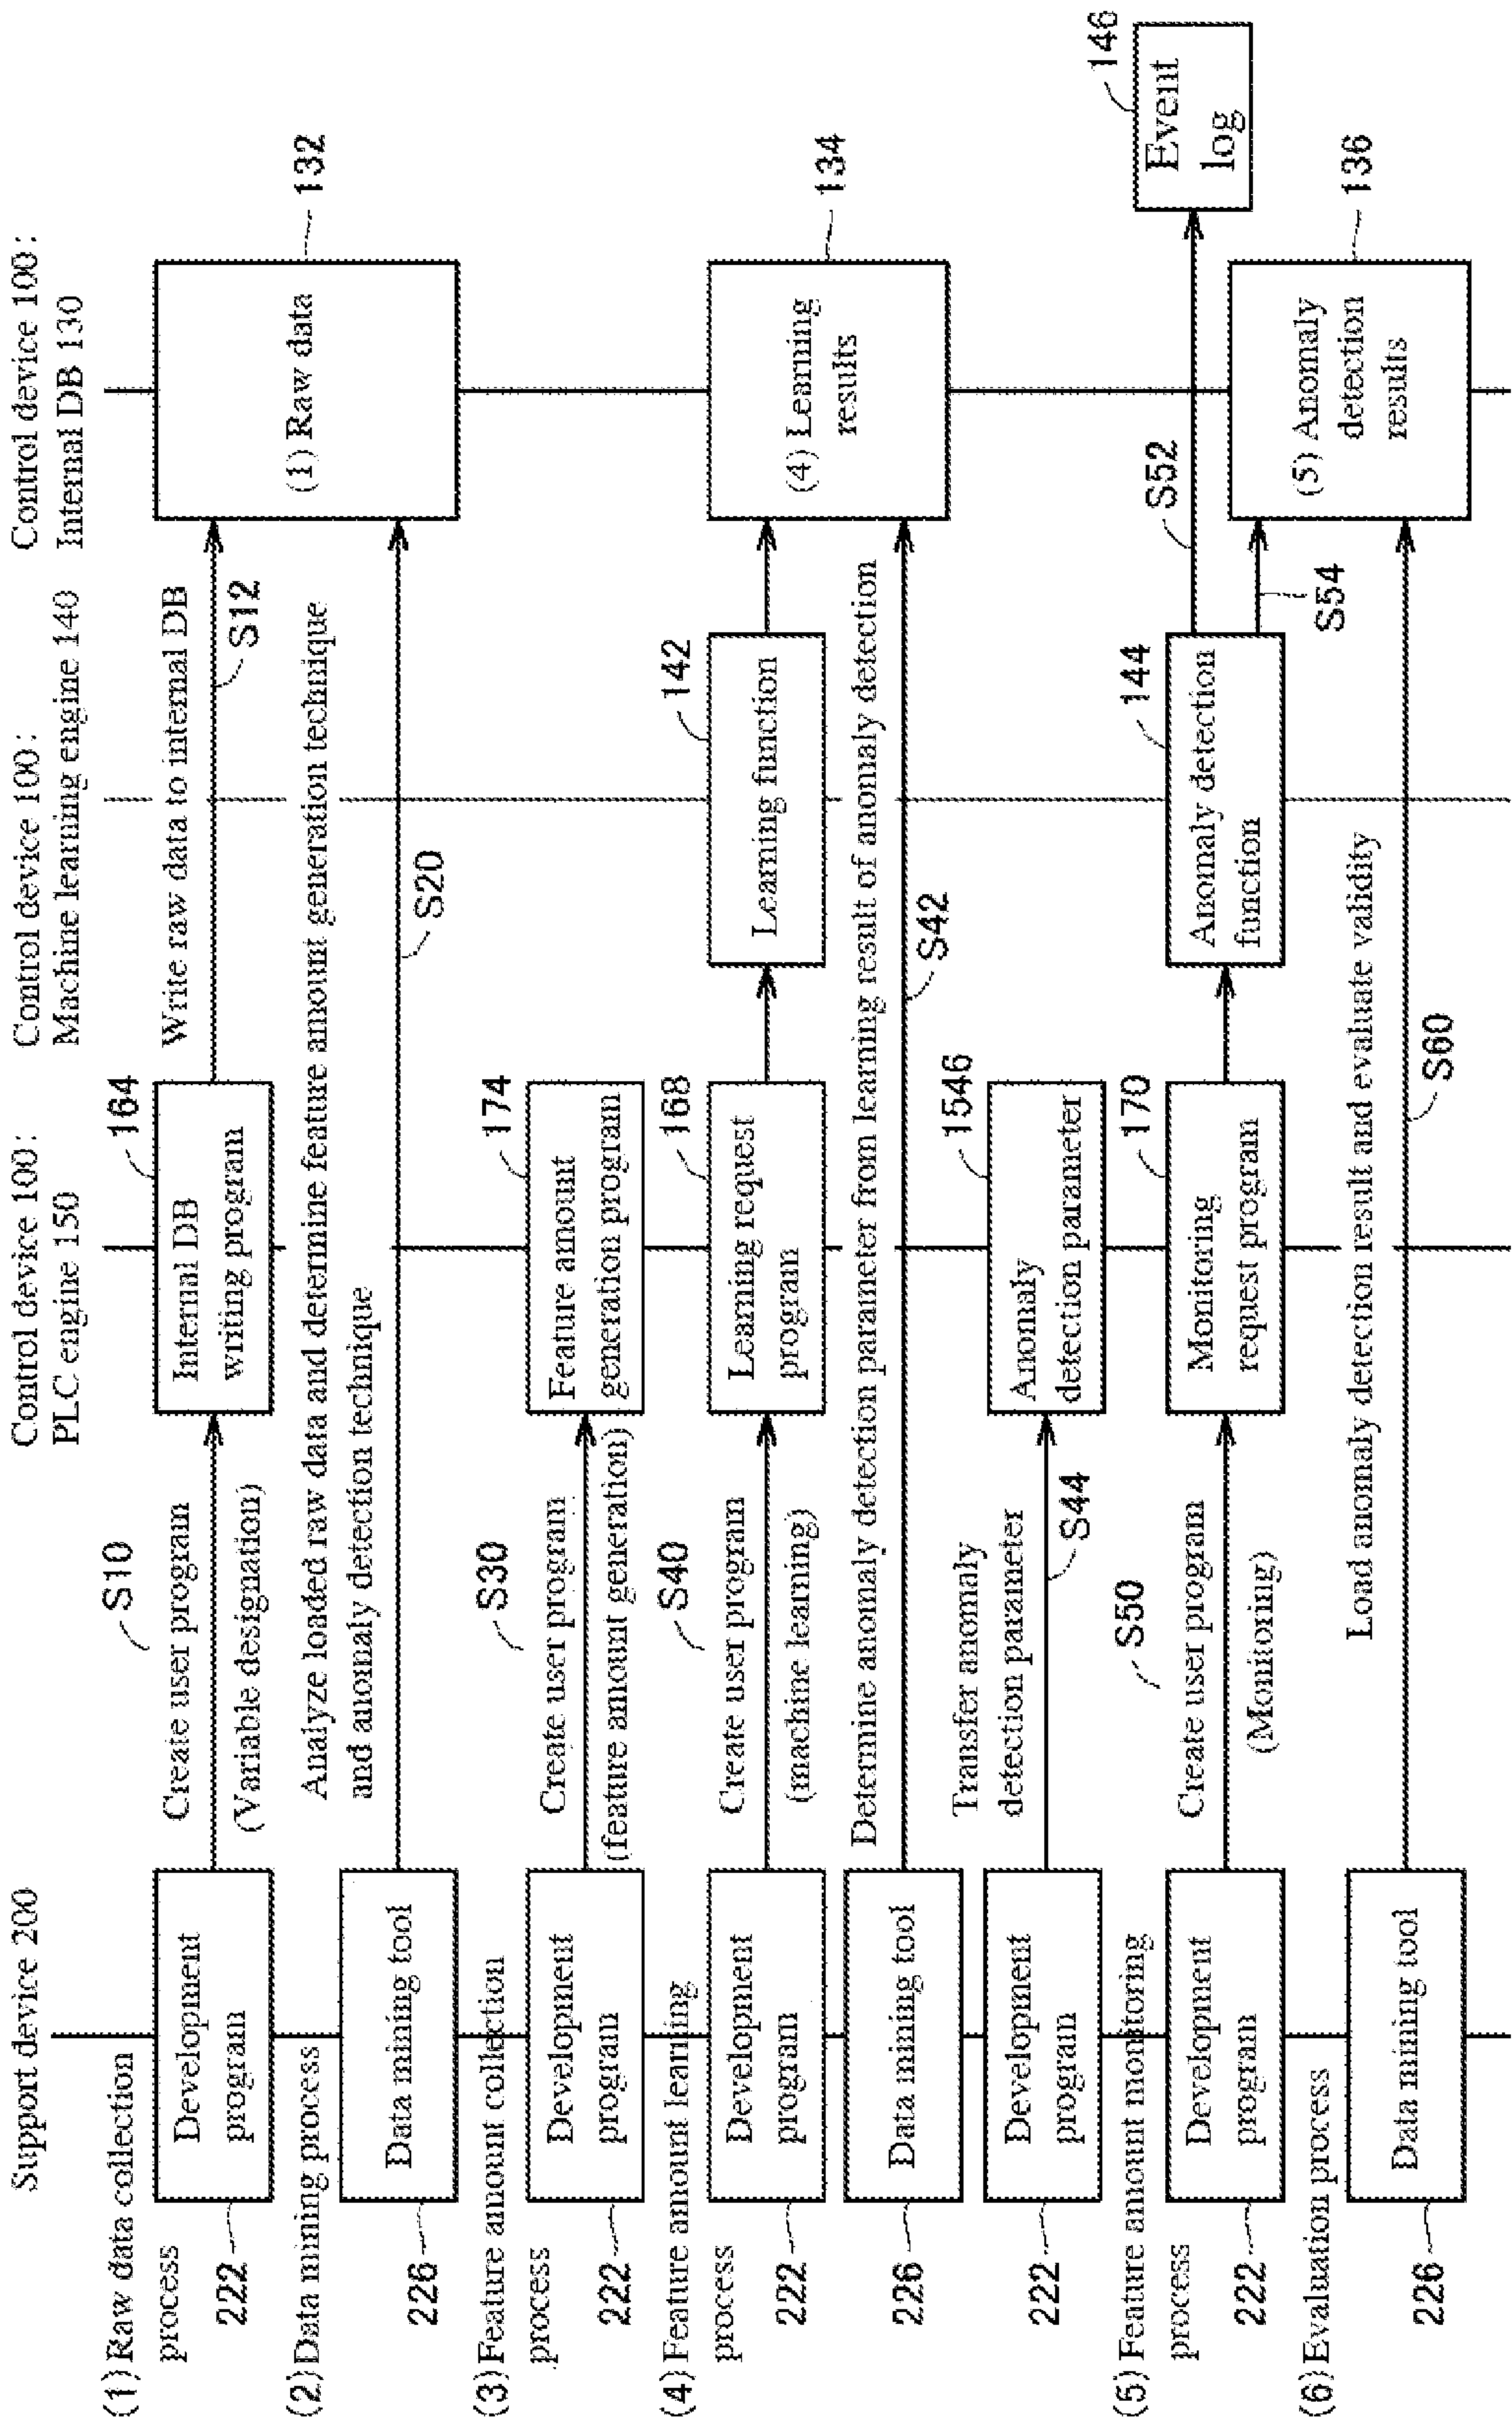 Support device 200
Control device 100:
PLC engine 150
Control device 100:
Machine learning engine 140
Control device 100:
Internal DB 130
(1) Raw data collection
process
222
Development
program
S10
Create user program
(Variable designation)
164
Internal DB
writing program
Write raw data to internal DB
S12
(1) Raw data
132
(2) Data mining process
226
Data mining tool
Analyze loaded raw data and determine feature amount generation technique
and anomaly detection technique
S20
(3) Feature amount collection
process
222
Development
program
S30
Create user program
(feature amount generation)
174
Feature amount
generation program
(4) Feature amount learning
process
222
Development
program
S40
Create user program
(machine learning)
168
Learning request
program
142
Learning function
(4) Learning
results
134
226
Data mining tool
Determine anomaly detection parameter from learning result of anomaly detection
S42
222
Development
program
Transfer anomaly
detection parameter
S44
1546
Anomaly
detection parameter
(5) Feature amount monitoring
process
222
Development
program
S50
Create user program
(Monitoring)
170
Monitoring
request program
144
Anomaly detection
function
S52
146
Event
log
S54
(5) Anomaly
detection
results
136
(6) Evaluation process
226
Data mining tool
Load anomaly detection result and evaluate validity
S60